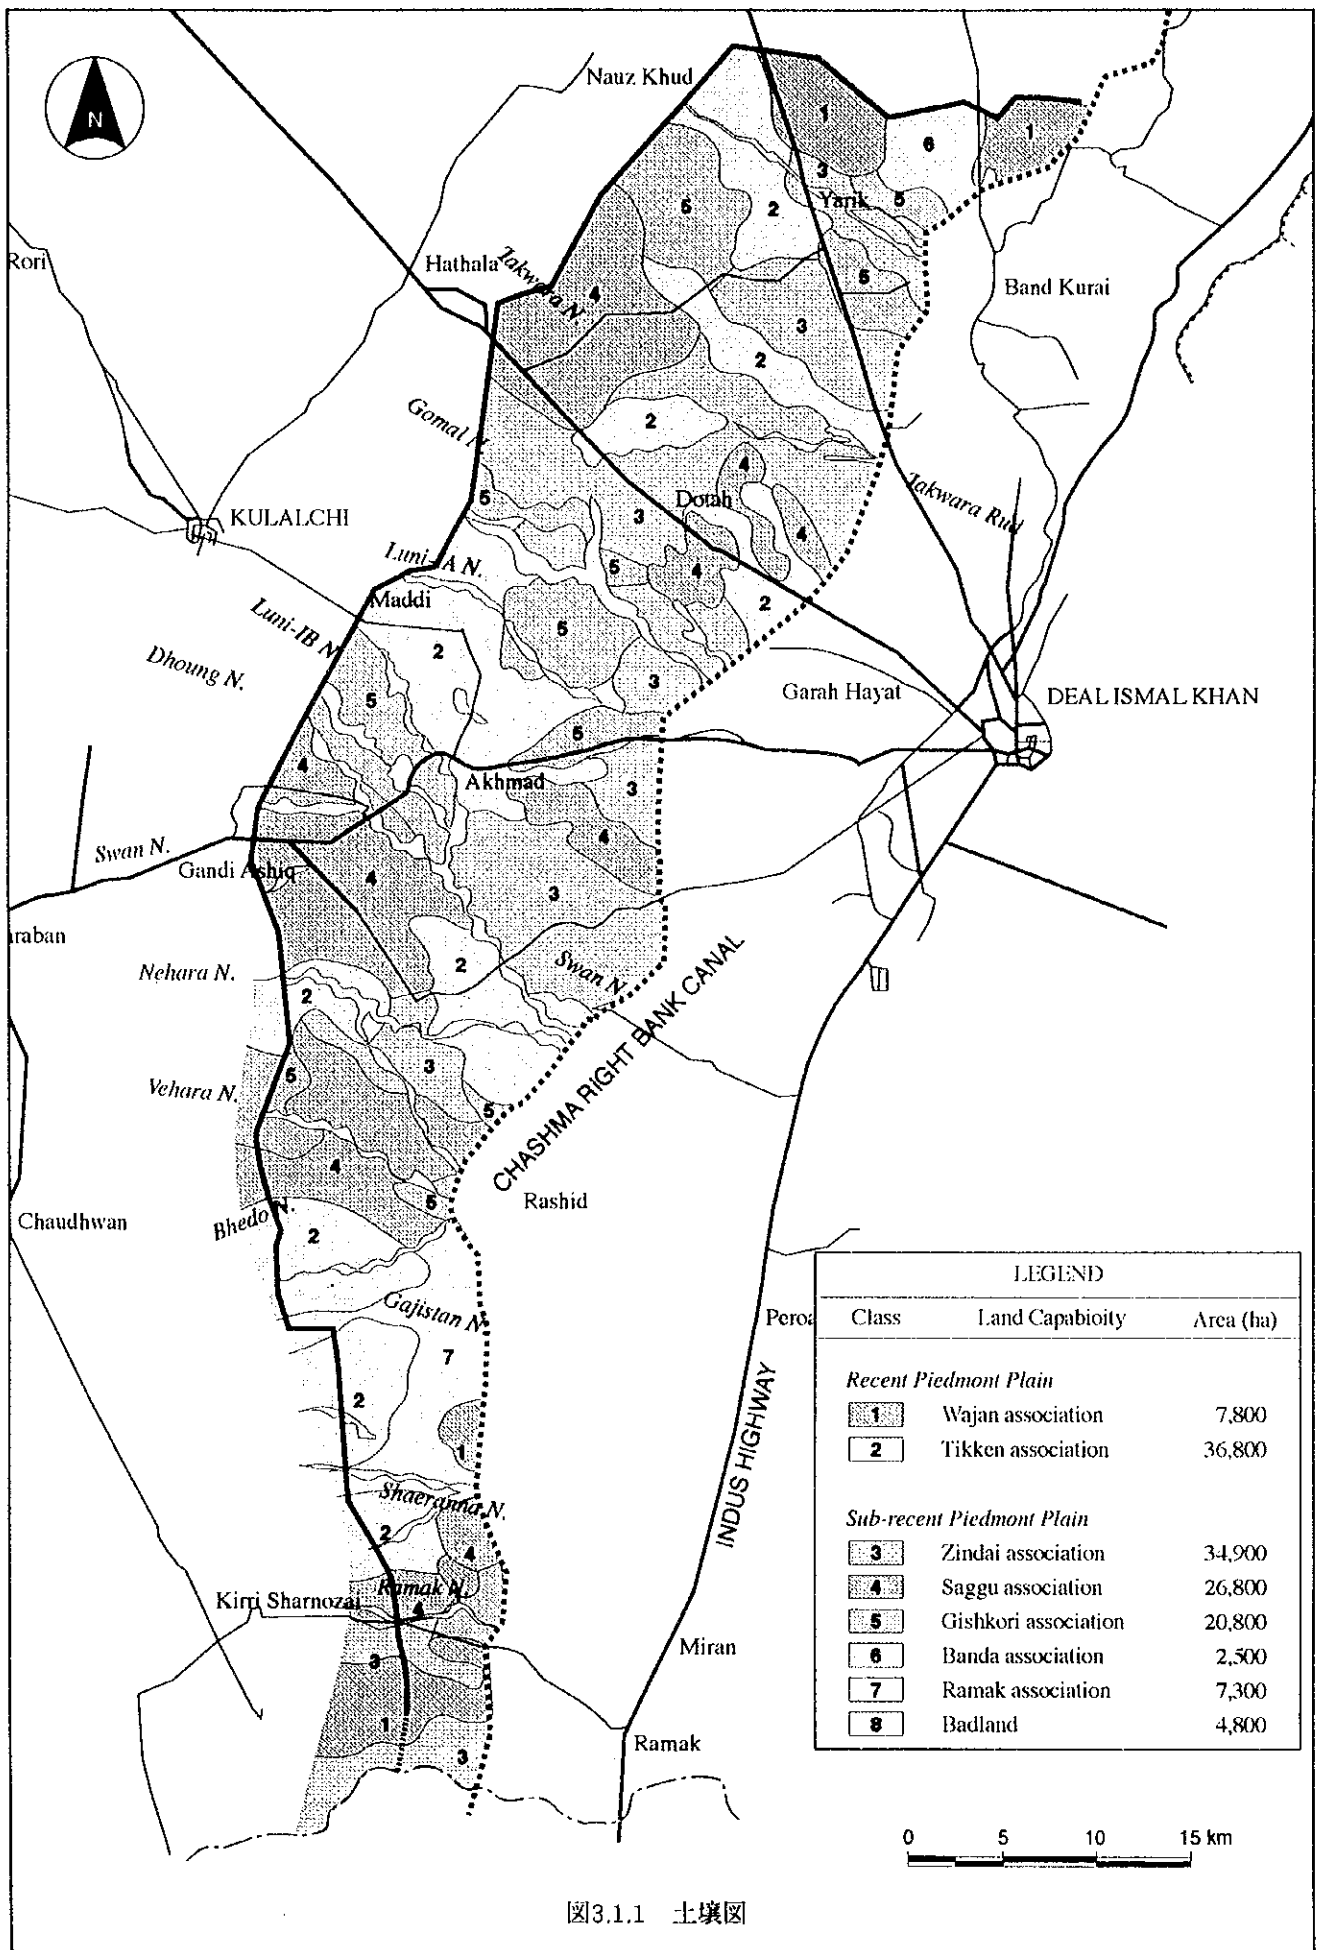 N
Nauz Khud
1
6
1
3
Yarik
5
5
2
5
Rori
Hathala
Takwara N.
4
Band Kurai
3
2
Gomal N.
2
4
5
Dotah
3
Takwara Rud
KULALCHI
4
Luni-IA N.
5
4
Maddi
2
Luni-IB N.
5
2
Dhoung N.
3
5
Garah Hayat
DEAL ISMAL KHAN
5
4
Akhmad
3
4
Swan N.
Gandi Ashiq
4
3
raban
Nehara N.
2
Swan N.
2
CHASHMA RIGHT BANK CANAL
3
5
Vehara N.
5
4
5
Rashid
Chaudhwan
Bhedo N.
2
Gajistan N.
Peroa
7
2
1
INDUS HIGHWAY
Shaeranna N.
2
4
Ramak N.
Kirri Sharnozai
4
3
Miran
1
3
Ramak
LEGEND
Class Land Capabioity Area (ha)
Recent Piedmont Plain
1 Wajan association 7,800
2 Tikken association 36,800
Sub-recent Piedmont Plain
3 Zindai association 34,900
4 Saggu association 26,800
5 Gishkori association 20,800
6 Banda association 2,500
7 Ramak association 7,300
8 Badland 4,800
0 5 10 15 km
図3.1.1 土壌図